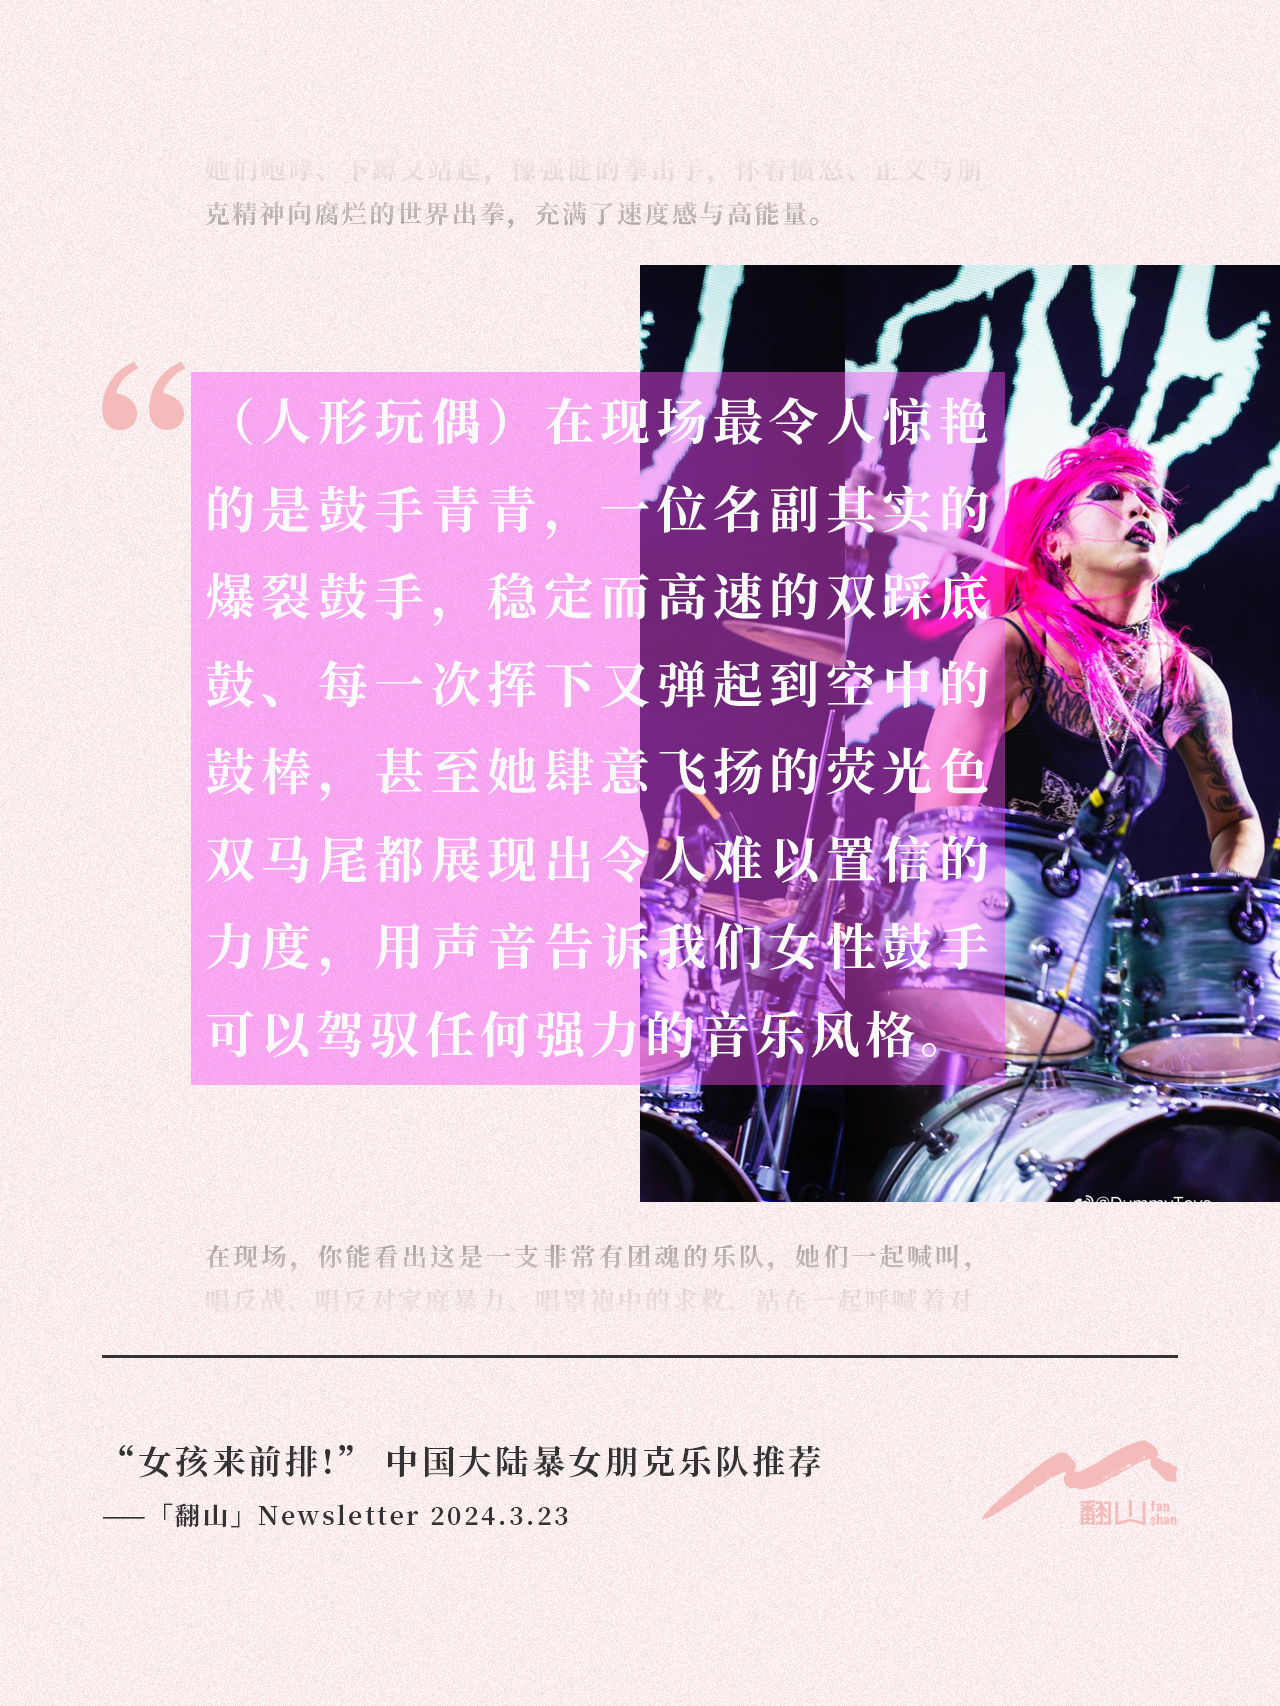 她们咆哮、下蹲又站起，像强健的拳击手，怀着愤怒、正义与朋
克精神向腐烂的世界出拳，充满了速度感与高能量。
“
（人形玩偶）在现场最令人惊艳
的是鼓手青青，一位名副其实的
爆裂鼓手，稳定而高速的双踩底
鼓、每一次挥下又弹起到空中的
鼓棒，甚至她肆意飞扬的荧光色
双马尾都展现出令人难以置信的
力度，用声音告诉我们女性鼓手
可以驾驭任何强力的音乐风格。
@DummyToys
在现场，你能看出这是一支非常有团魂的乐队，她们一起喊叫，
唱反战、唱反对家庭暴力，唱罩袍中的求救，站在一起呼喊着对
“女孩来前排!” 中国大陆暴女朋克乐队推荐
——「翻山」Newsletter 2024.3.23
翻山 fan shan